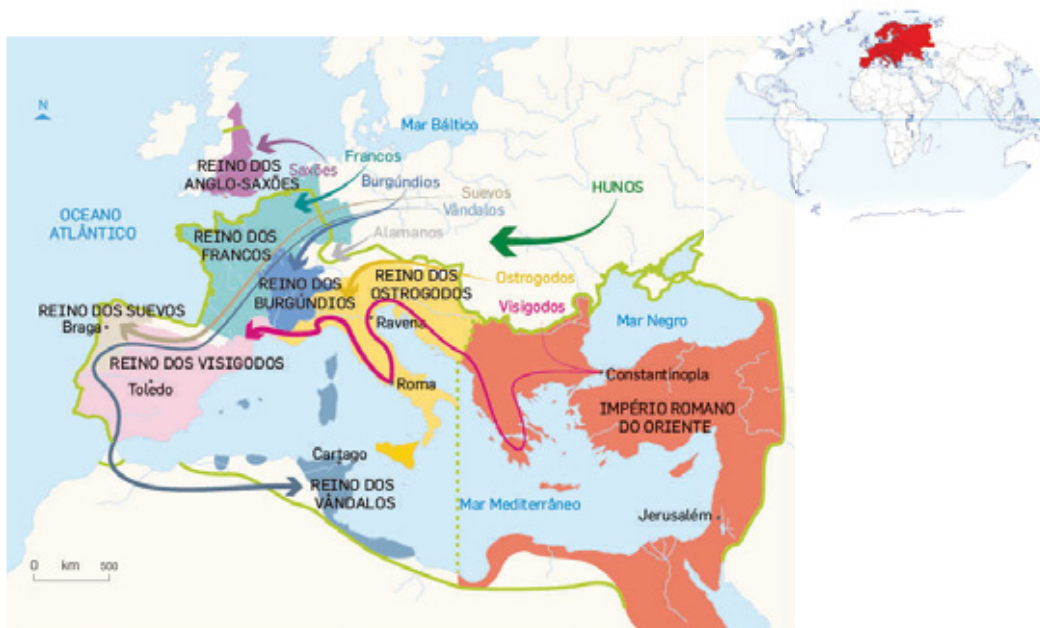 N
Mar Báltico
REINO DOS
ANGLO-SAXÕES
Saxões
Francos
Burgúndios
Suevos
Vândalos
Alamanos
HUNOS
OCEANO
ATLÂNTICO
REINO DOS
FRANCOS
REINO DOS
BURGÚNDIOS
REINO DOS
OSTROGODOS
Ostrogodos
Visigodos
Mar Negro
REINO DOS SUEVOS
Braga
Ravena
REINO DOS VISIGODOS
Toledo
Roma
Constantinopla
IMPÉRIO ROMANO
DO ORIENTE
Cartago
REINO DOS
VÂNDALOS
Mar Mediterrâneo
Jerusalém
0 km 500